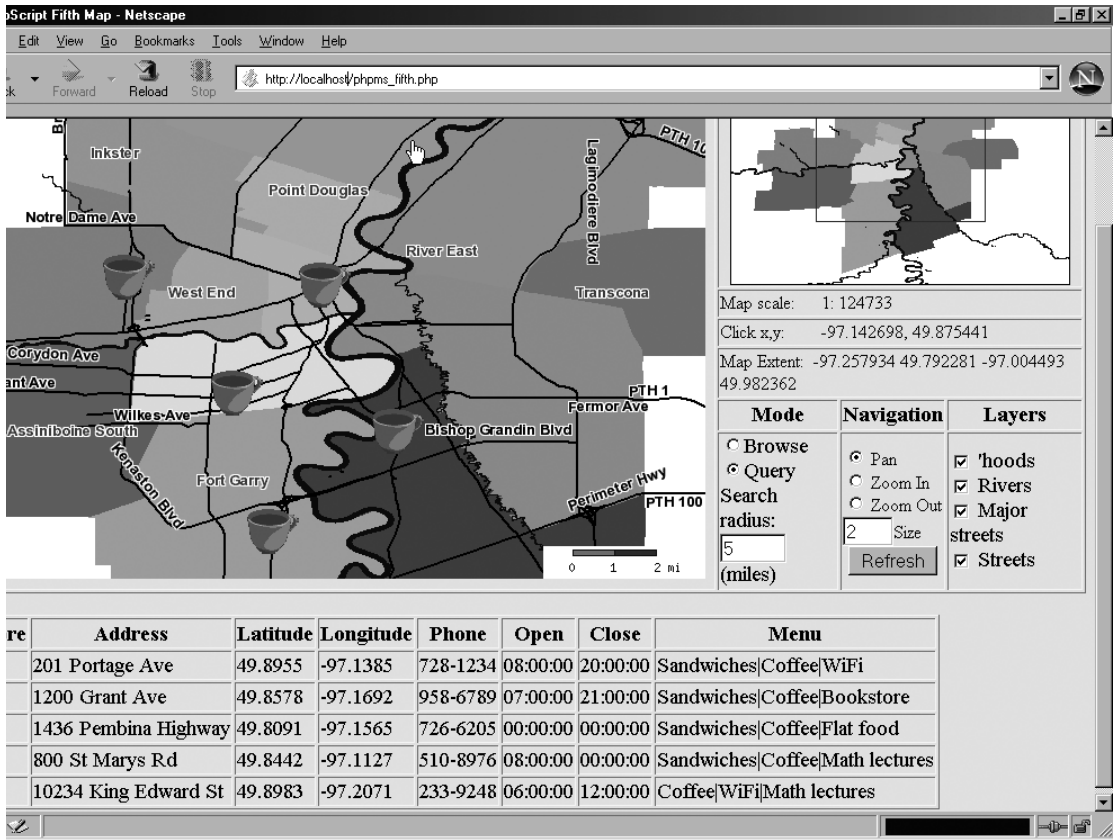 oScript Fifth Map - Netscape
Edit View Go Bookmarks Tools Window Help
Forward Reload Stop
http://localhost/phpms_fifth.php
N
Inkster
Point Douglas
Notre Dame Ave
River East
Lagimodiere Blvd
West End
Transcona
Corydon Ave
ant Ave
Wilkes Ave
PTH 1
Fermor Ave
Assiniboine South
Bishop Grandin Blvd
Kenaston Blvd
Fort Garry
Perimeter Hwy
PTH 100
0 1 2 mi
Map scale: 1: 124733
Click x,y: -97.142698, 49.875441
Map Extent: -97.257934 49.792281 -97.004493
49.982362
Mode Navigation Layers
Browse
Query
Search
radius:
5
(miles)
Pan
Zoom In
Zoom Out
2 Size
Refresh
'hoods
Rivers
Major
streets
Streets
re Address Latitude Longitude Phone Open Close Menu
201 Portage Ave 49.8955 -97.1385 728-1234 08:00:00 20:00:00 Sandwiches|Coffee|WiFi
1200 Grant Ave 49.8578 -97.1692 958-6789 07:00:00 21:00:00 Sandwiches|Coffee|Bookstore
1436 Pembina Highway 49.8091 -97.1565 726-6205 00:00:00 00:00:00 Sandwiches|Coffee|Flat food
800 St Marys Rd 49.8442 -97.1127 510-8976 08:00:00 00:00:00 Sandwiches|Coffee|Math lectures
10234 King Edward St 49.8983 -97.2071 233-9248 06:00:00 12:00:00 Coffee|WiFi|Math lectures